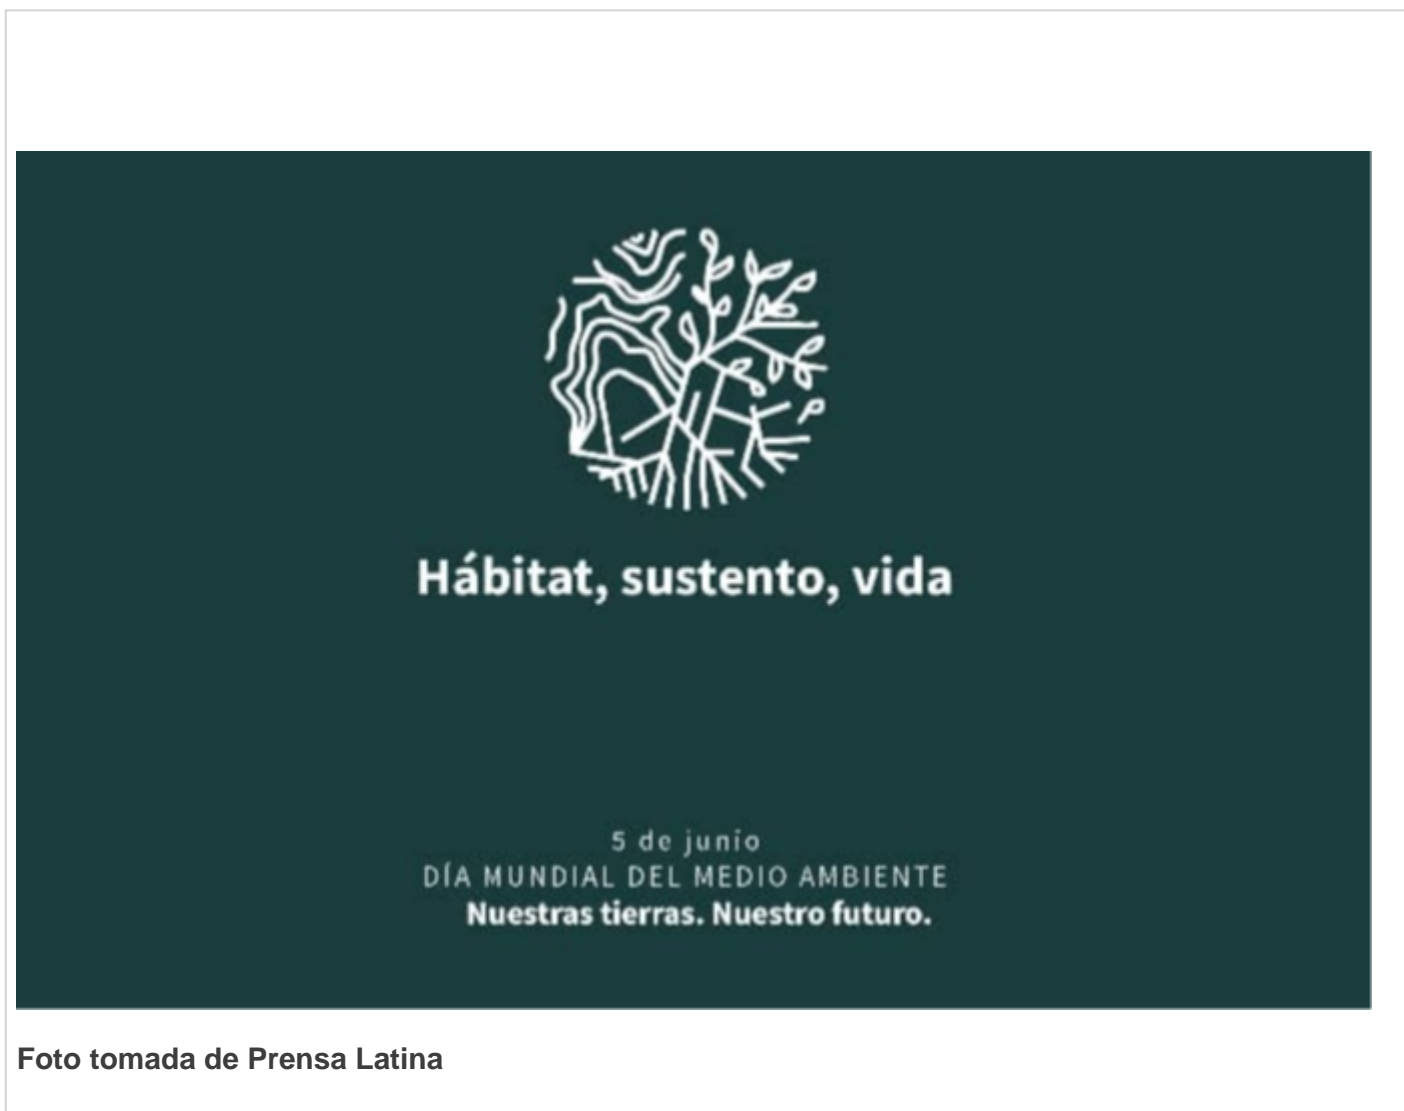 Hábitat, sustento, vida
5 de junio
DÍA MUNDIAL DEL MEDIO AMBIENTE
Nuestras tierras. Nuestro futuro.
Foto tomada de Prensa Latina